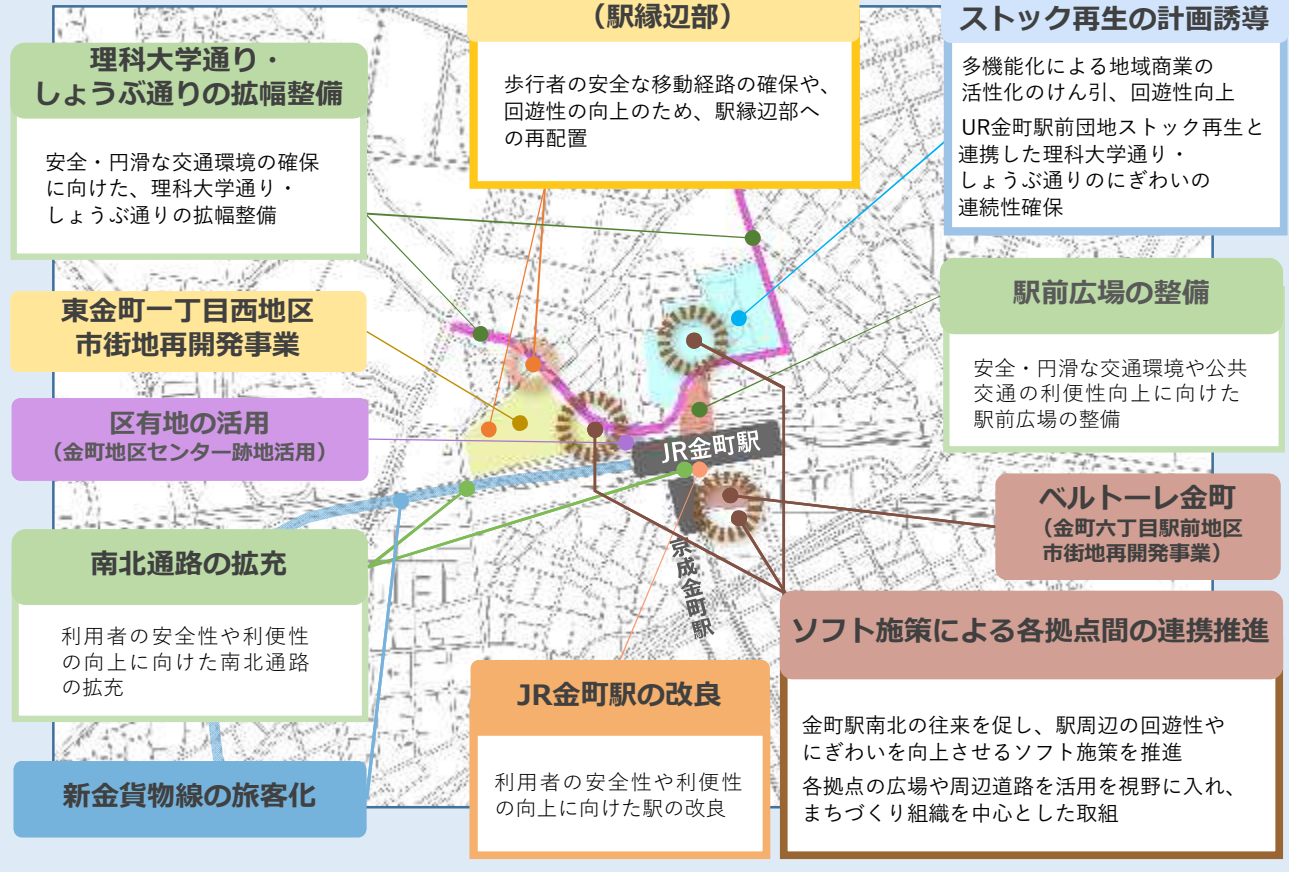 （駅縁辺部）
歩行者の安全な移動経路の確保や、
回遊性の向上のため、駅縁辺部へ
の再配置
ストック再生の計画誘導
多機能化による地域商業の
活性化のけん引、回遊性向上
UR金町駅前団地ストック再生と
連携した理科大学通り・
しょうぶ通りのにぎわいの
連続性確保
理科大学通り・
しょうぶ通りの拡幅整備
安全・円滑な交通環境の確保
に向けた、理科大学通り・
しょうぶ通りの拡幅整備
東金町一丁目西地区
市街地再開発事業
区有地の活用
（金町地区センター跡地活用）
駅前広場の整備
安全・円滑な交通環境や公共
交通の利便性向上に向けた
駅前広場の整備
JR金町駅
京成金町駅
ベルトーレ金町
（金町六丁目駅前地区
市街地再開発事業）
南北通路の拡充
利用者の安全性や利便性
の向上に向けた南北通路
の拡充
新金貨物線の旅客化
JR金町駅の改良
利用者の安全性や利便性
の向上に向けた駅の改良
ソフト施策による各拠点間の連携推進
金町駅南北の往来を促し、駅周辺の回遊性や
にぎわいを向上させるソフト施策を推進
各拠点の広場や周辺道路を活用を視野に入れ、
まちづくり組織を中心とした取組